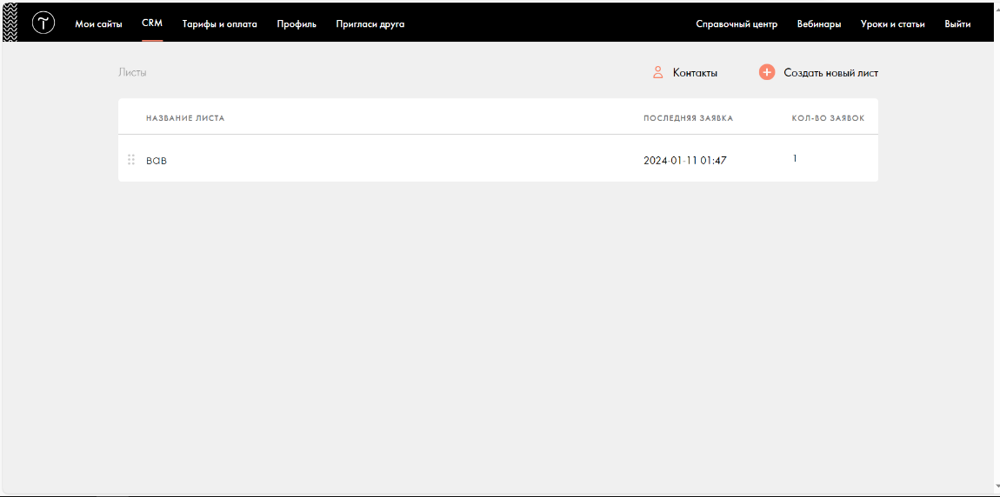 Мои сайты CRM Тарифы и оплата Профиль Пригласи друга Справочный центр Вебинары Уроки и статьи Выйти
Листы Контакты Создать новый лист
НАЗВАНИЕ ЛИСТА ПОСЛЕДНЯЯ ЗАЯВКА КОЛ-ВО ЗАЯВОК
вав 2024-01-11 01:47 1